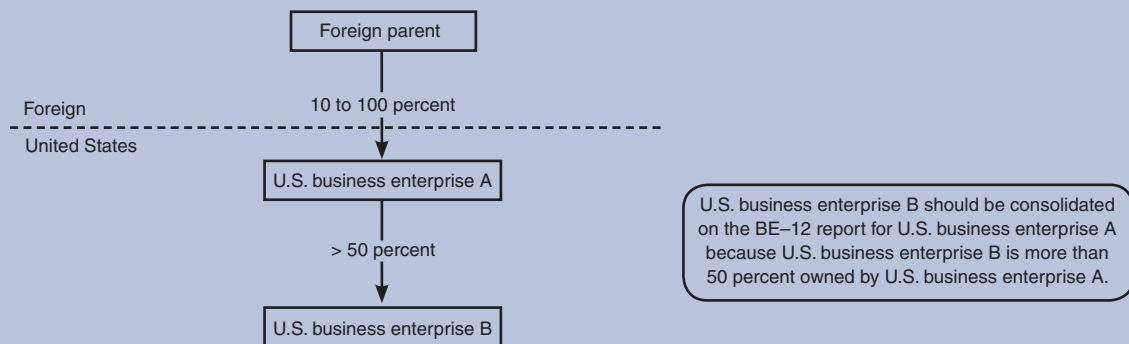 Foreign parent
10 to 100 percent
Foreign
United States
U.S. business enterprise A
> 50 percent
U.S. business enterprise B
U.S. business enterprise B should be consolidated
on the BE–12 report for U.S. business enterprise A
because U.S. business enterprise B is more than
50 percent owned by U.S. business enterprise A.